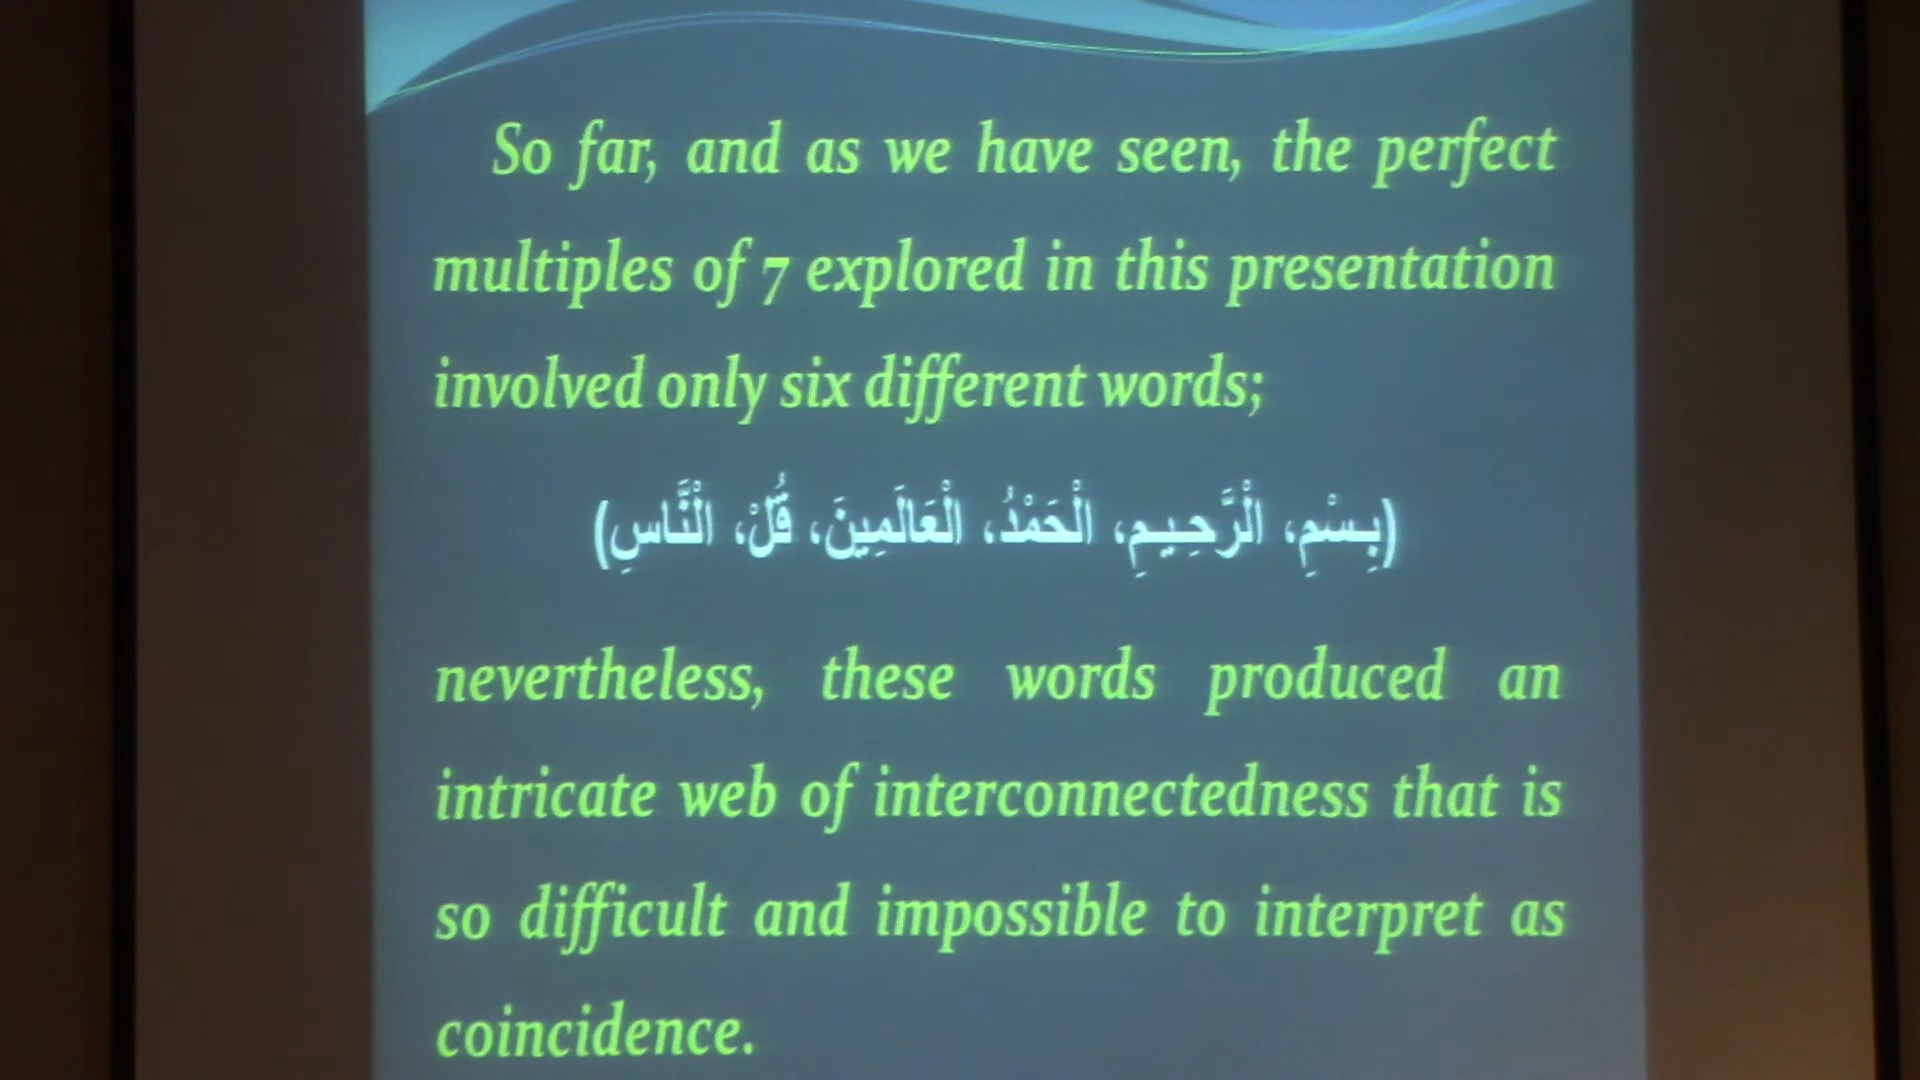 So far, and as we have seen, the perfect
multiples of 7 explored in this presentation
involved only six different words;
(بِسْمِ، الْرَّحِيمِ، الْحَمْدُ، الْعَالَمِينَ، قُلْ، الْنَّاسِ)
nevertheless, these words produced an
intricate web of interconnectedness that is
so difficult and impossible to interpret as
coincidence.